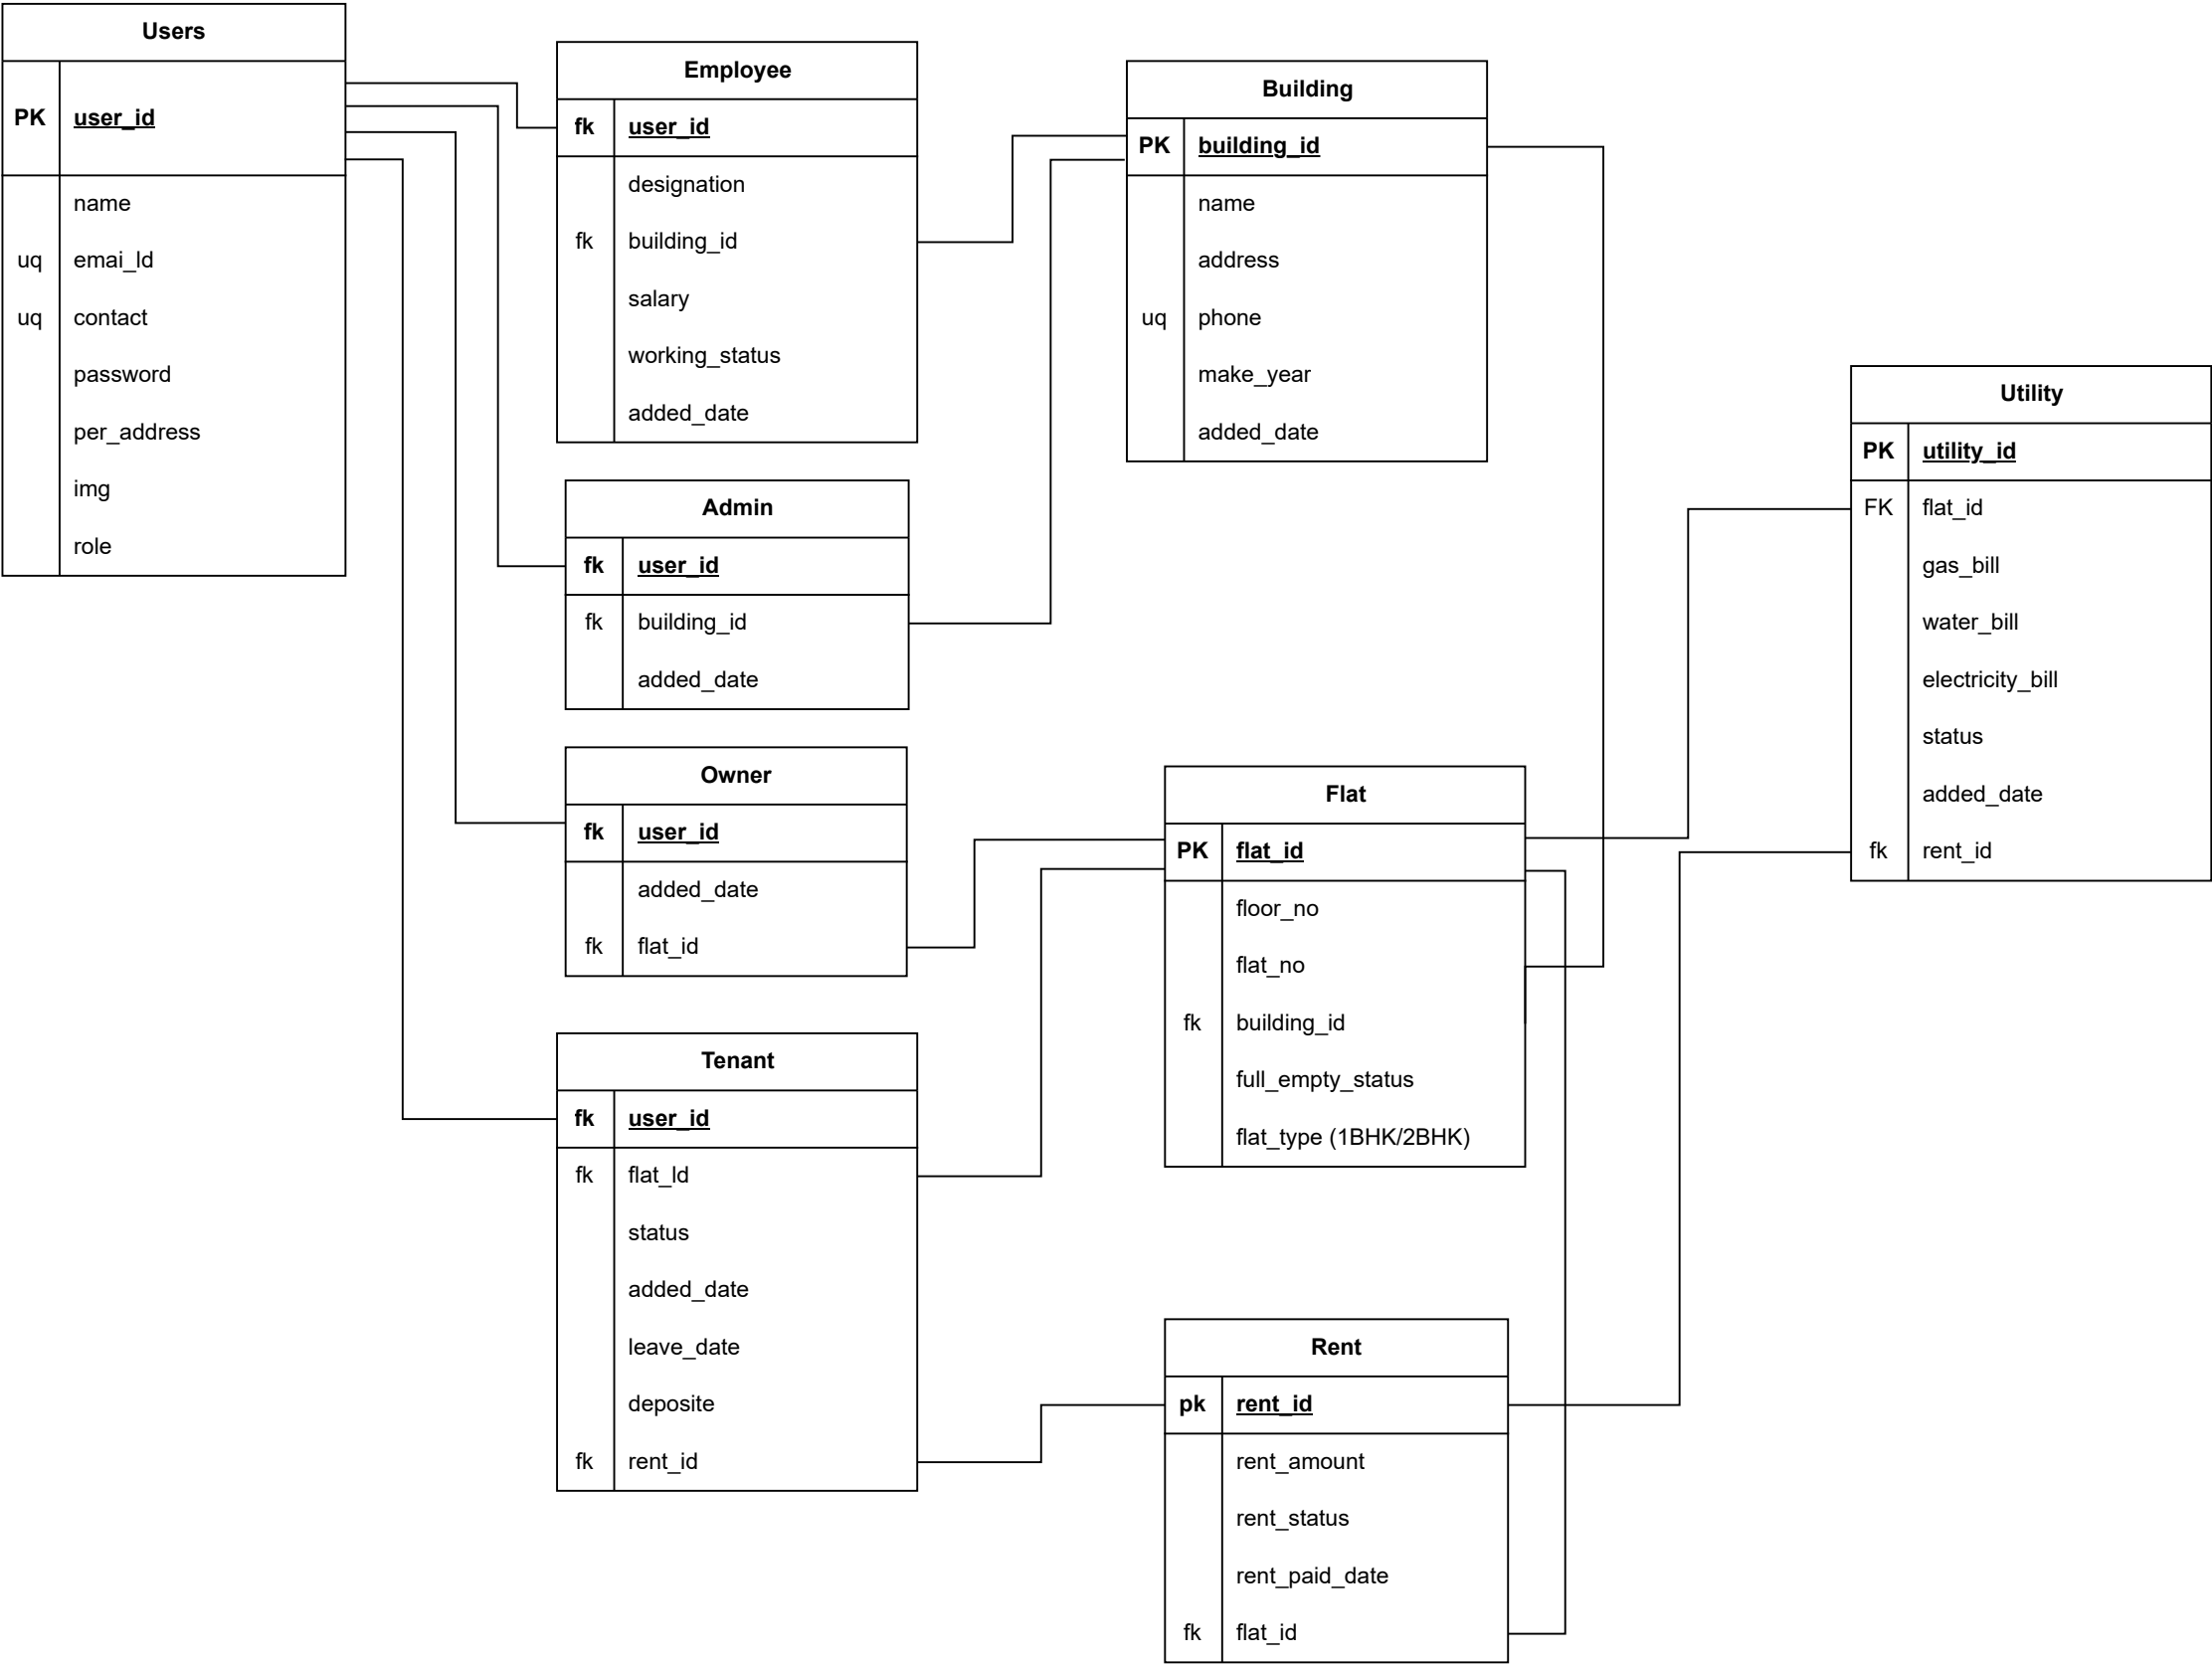 Users
PK user_id
name
uq emai_Id
uq contact
password
per_address
img
role
Employee
fk user_id
designation
fk building_id
salary
working_status
added_date
Admin
fk user_id
fk building_id
added_date
Owner
fk user_id
added_date
fk flat_id
Tenant
fk user_id
fk flat_Id
status
added_date
leave_date
deposite
fk rent_id
Building
PK building_id
name
address
uq phone
make_year
added_date
Flat
PK flat_id
floor_no
flat_no
fk building_id
full_empty_status
flat_type (1BHK/2BHK)
Rent
pk rent_id
rent_amount
rent_status
rent_paid_date
fk flat_id
Utility
PK utility_id
FK flat_id
gas_bill
water_bill
electricity_bill
status
added_date
fk rent_id